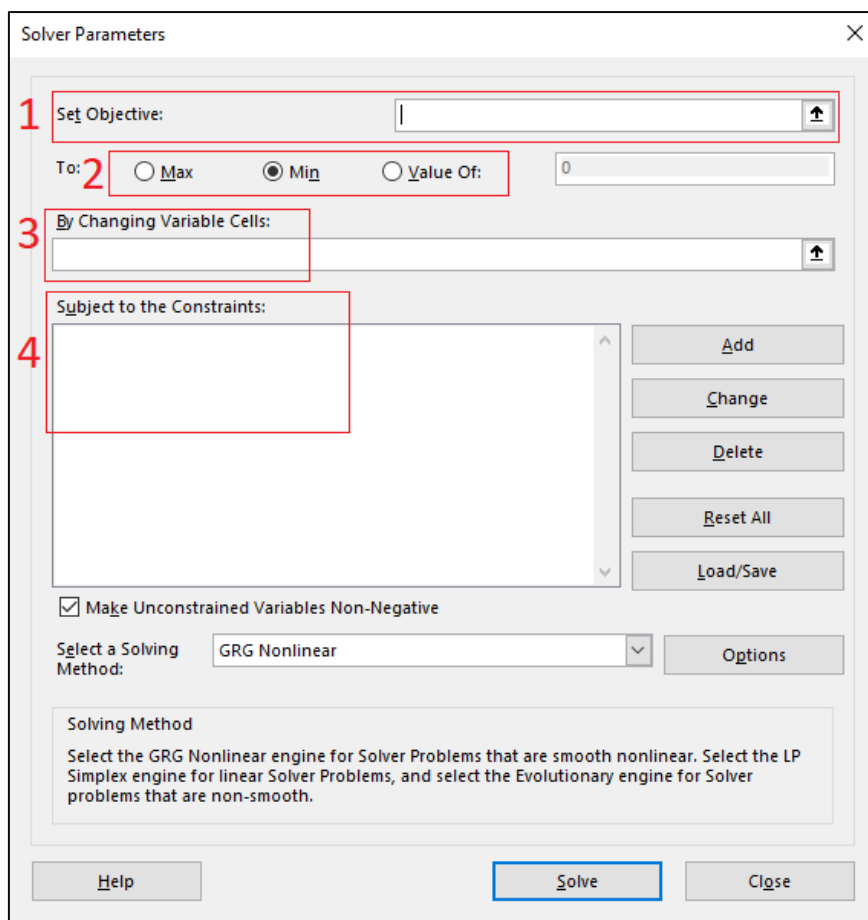 Solver Parameters
1 Set Objective:
To: 2 Max Min Value Of: 0
3 By Changing Variable Cells:
Subject to the Constraints:
4
Add
Change
Delete
Reset All
Load/Save
Make Unconstrained Variables Non-Negative
Select a Solving
Method:
GRG Nonlinear
Options
Solving Method
Select the GRG Nonlinear engine for Solver Problems that are smooth nonlinear. Select the LP
Simplex engine for linear Solver Problems, and select the Evolutionary engine for Solver
problems that are non-smooth.
Help Solve Close